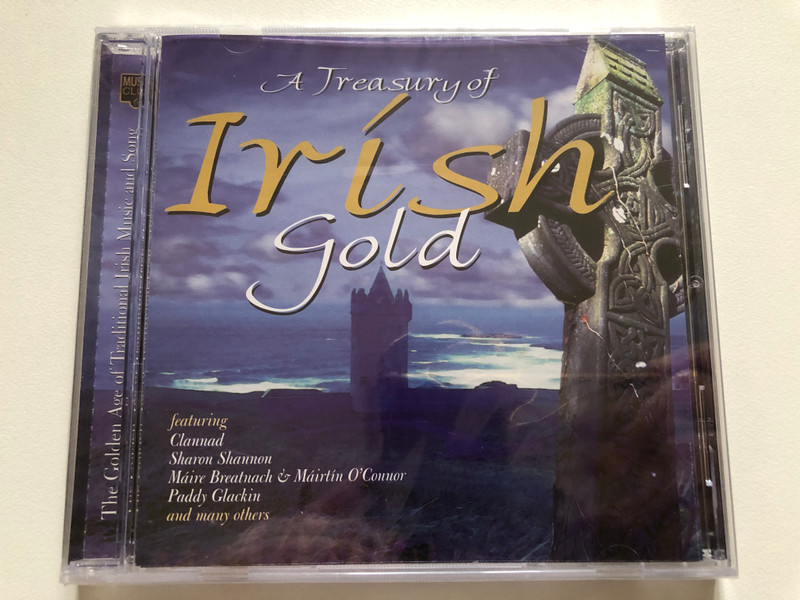 A Treasury of
Irish
Gold
featuring
Clannad
Sharon Shannon
Máire Breatnach & Máirtín O'Connor
Paddy Glackin
and many others
The Golden Age of Traditional Irish Music and Song